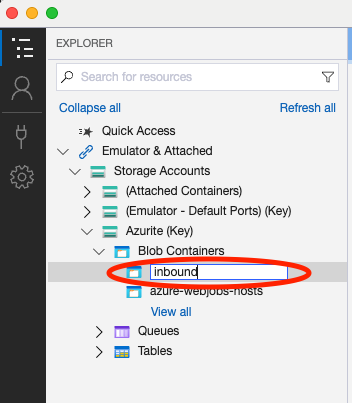 EXPLORER
Search for resources
Collapse all Refresh all
Quick Access
Emulator & Attached
Storage Accounts
(Attached Containers)
(Emulator - Default Ports) (Key)
Azurite (Key)
Blob Containers
inbound
azure-webjobs-hosts
View all
Queues
Tables